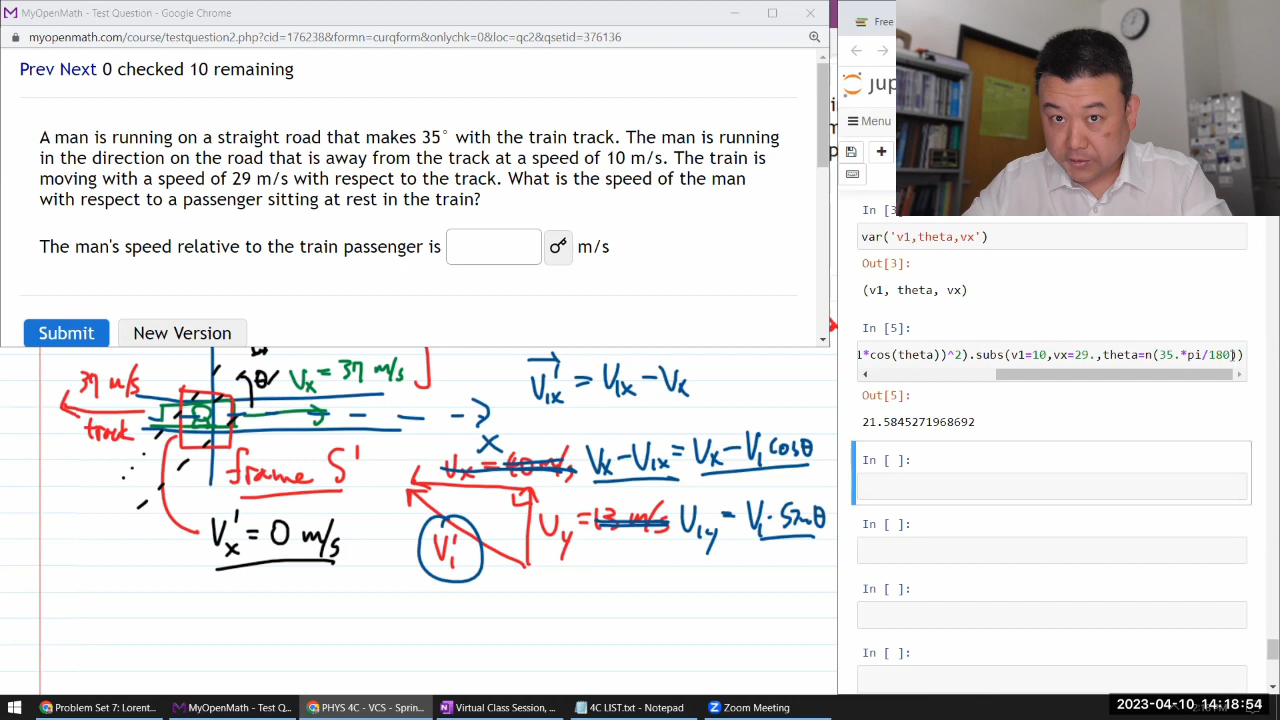 MyOpenMath - Test Question - Google Chrome
myopenmath.com/course/testquestion2.php?cid=176238&formn=curqform&onlychk=0&loc=qc2&qsetid=376136
Prev Next 0 checked 10 remaining
A man is running on a straight road that makes 35° with the train track. The man is running
in the direction on the road that is away from the track at a speed of 10 m/s. The train is
moving with a speed of 29 m/s with respect to the track. What is the speed of the man
with respect to a passenger sitting at rest in the train?
The man's speed relative to the train passenger is m/s
Submit New Version
37 m/s
track
θ
Vx = 37 m/s
x
frame S'
Vx' = 0 m/s
V1x = V1x - Vx
Vx = Vx - V1x = Vx - V1 cosθ
Vy = 13 m/s V1y = V1 · sinθ
V1'
Free
Menu
var('v1,theta,vx')
Out[3]:
(v1, theta, vx)
In [5]:
*cos(theta))^2).subs(v1=10,vx=29.,theta=n(35.*pi/180))
Out[5]:
21.5845271968692
In [ ]:
In [ ]:
In [ ]:
In [ ]:
Problem Set 7: Lorent...
MyOpenMath - Test Q...
PHYS 4C - VCS - Sprin...
Virtual Class Session, ...
4C LIST.txt - Notepad
Zoom Meeting
2023-04-10 14:18:54